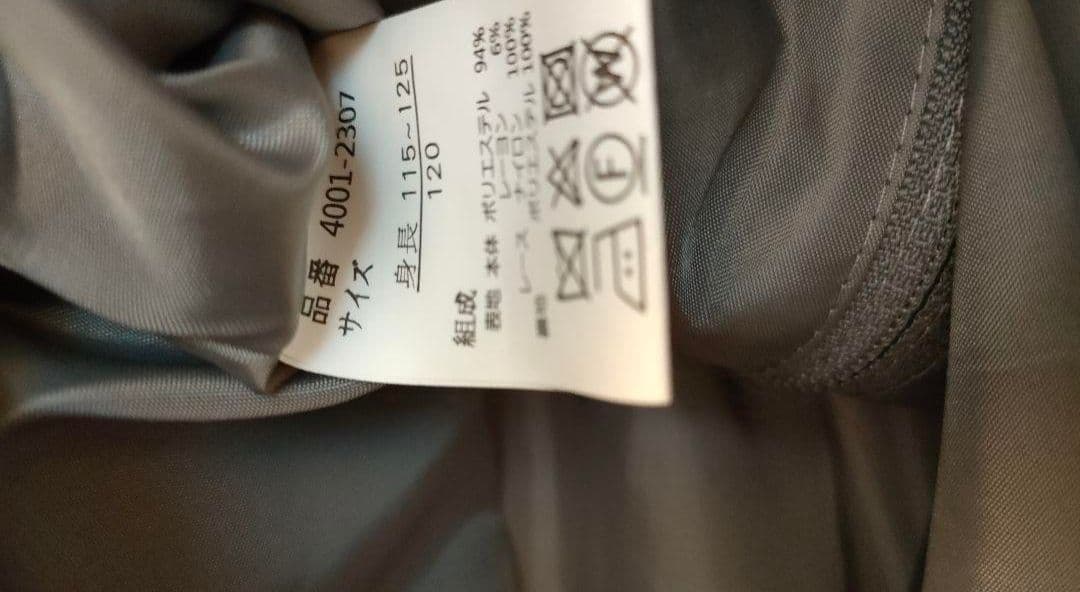 品番 4001-2307
サイズ
身長 115~125
120
組成
表地 本体 ポリエステル 94%
レーヨン 6%
レース ナイロン 100%
裏地 ポリエステル 100%
F
W